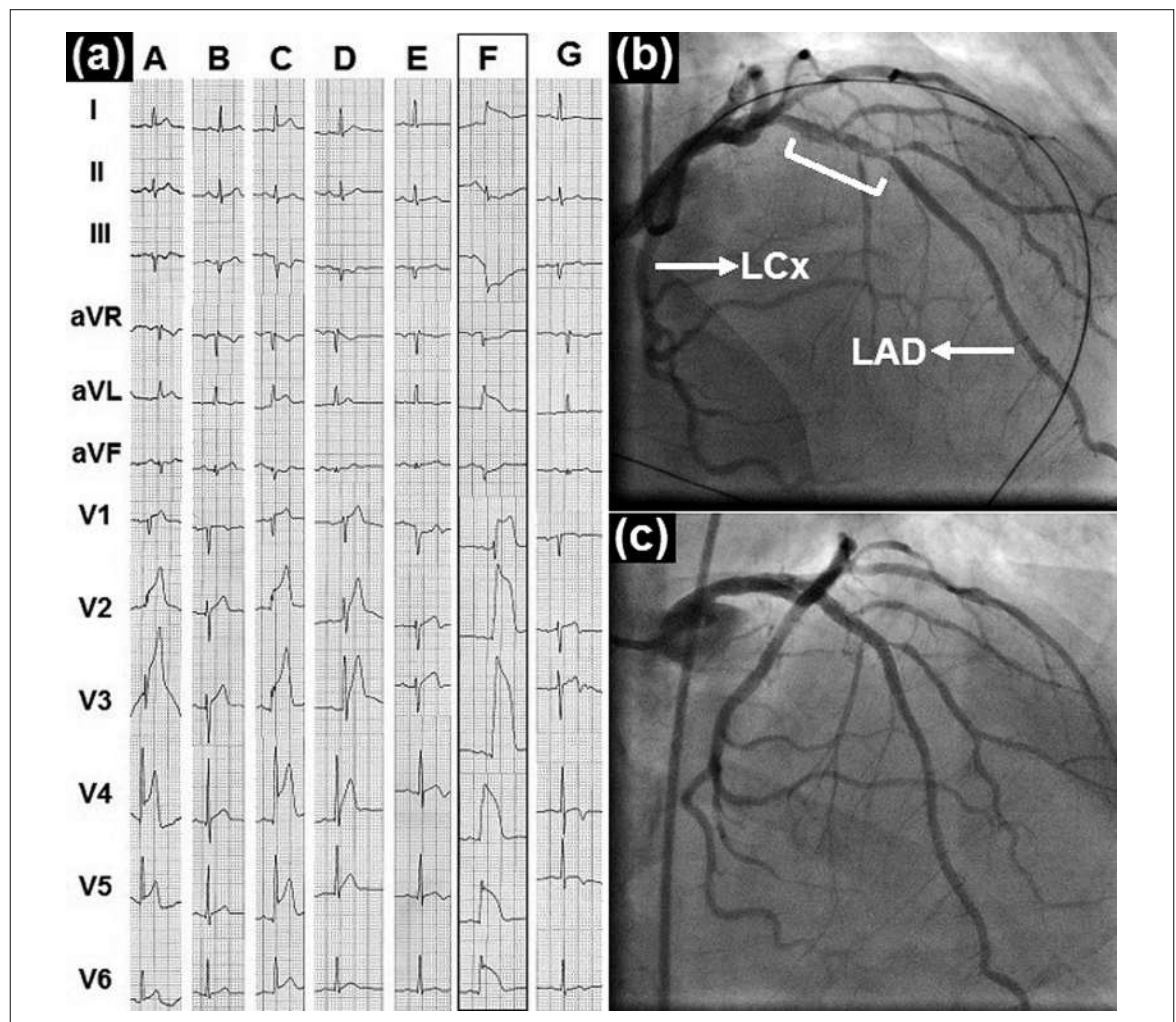 (a) A B C D E F G
I
II
III
aVR
aVL
aVF
V1
V2
V3
V4
V5
V6
(b)
LCx
LAD
(c)